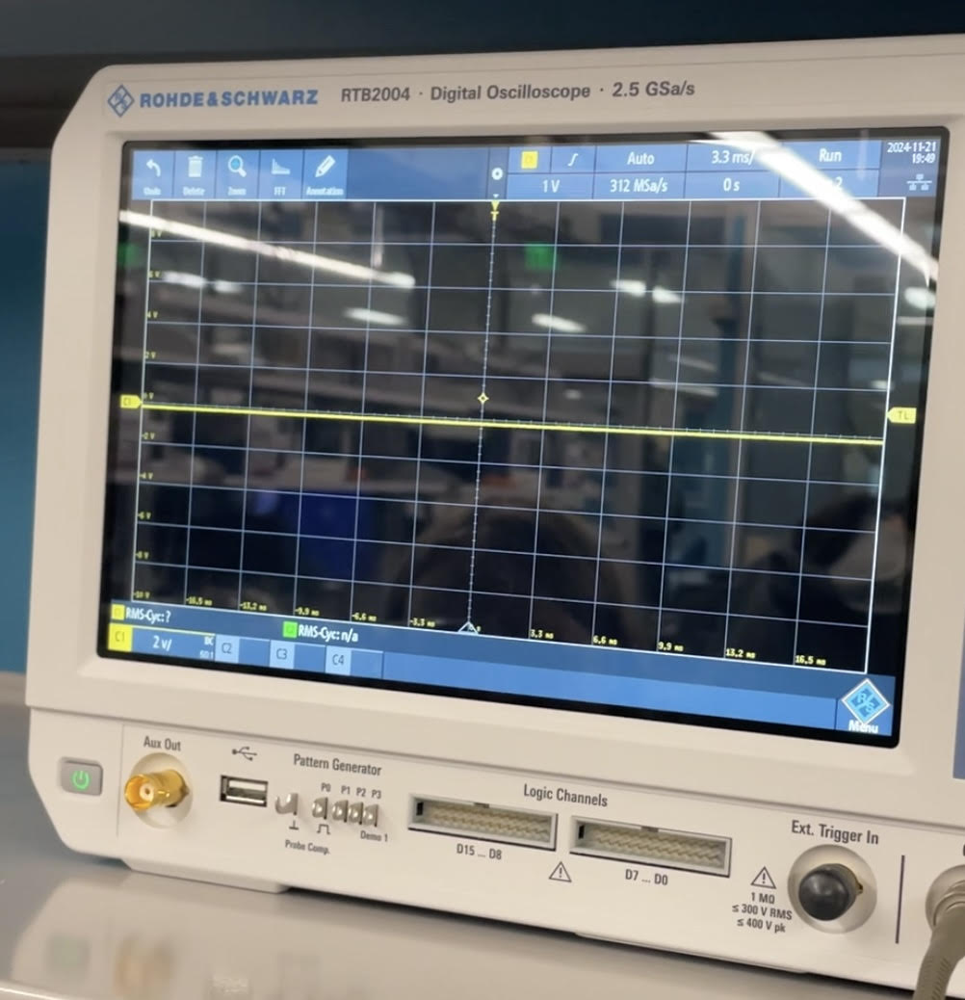 ROHDE&SCHWARZ RTB2004 · Digital Oscilloscope · 2.5 GSa/s
Undo Delete Zoom FFT Annotation
Auto 3.3 ms/ Run
1 V 312 MSa/s 0 s
2024-11-21
19:49
T
6 V
4 V
2 V
0 V
C1
TL
-2 V
-4 V
-6 V
-8 V
-10 V
-16.5 ms -13.2 ms -9.9 ms -6.6 ms -3.3 ms 3.3 ms 6.6 ms 9.9 ms 13.2 ms 16.5 ms
RMS-Cyc: ? RMS-Cyc: n/a
C1 2 V/ DC C2 C3 C4
50:1
Menu
Aux Out
Pattern Generator
P0 P1 P2 P3
Demo 1
Probe Comp.
Logic Channels
D15 ... D8
D7 ... D0
Ext. Trigger In
1 MΩ
≤ 300 V RMS
≤ 400 V pk